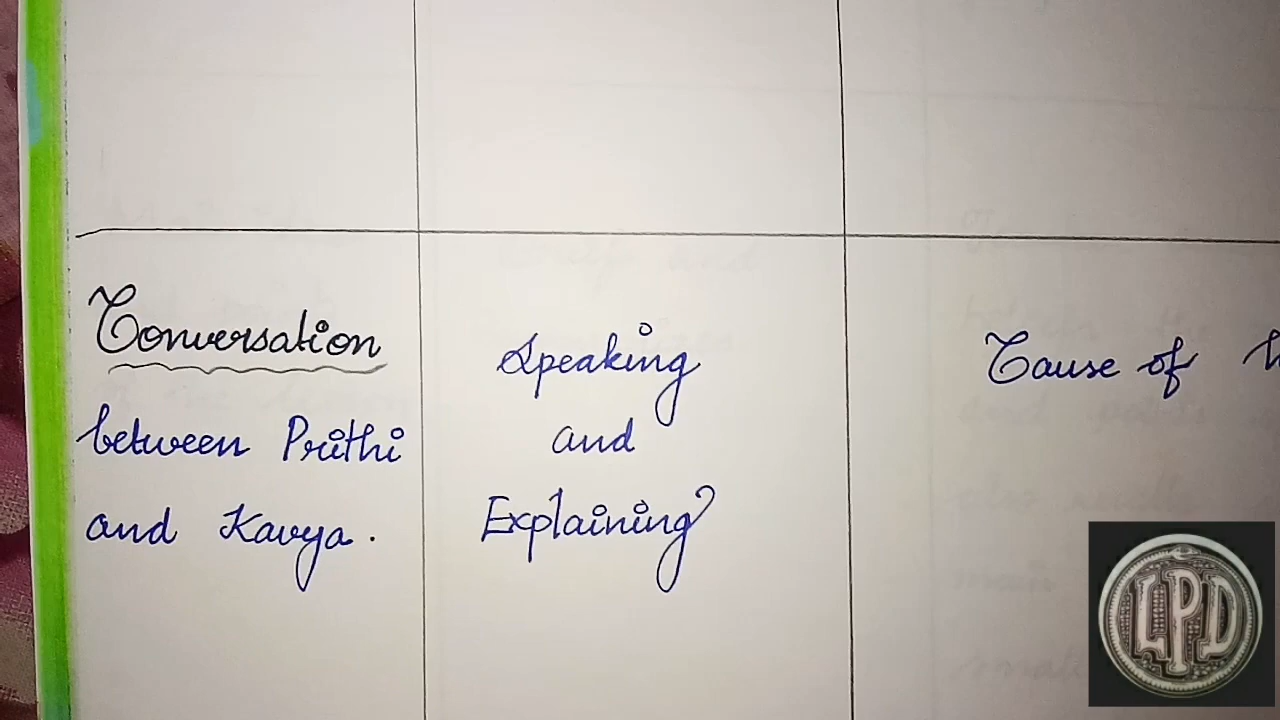 Conversation
between Prithi
and Kavya.
Speaking
and
Explaining
Cause of
LPD